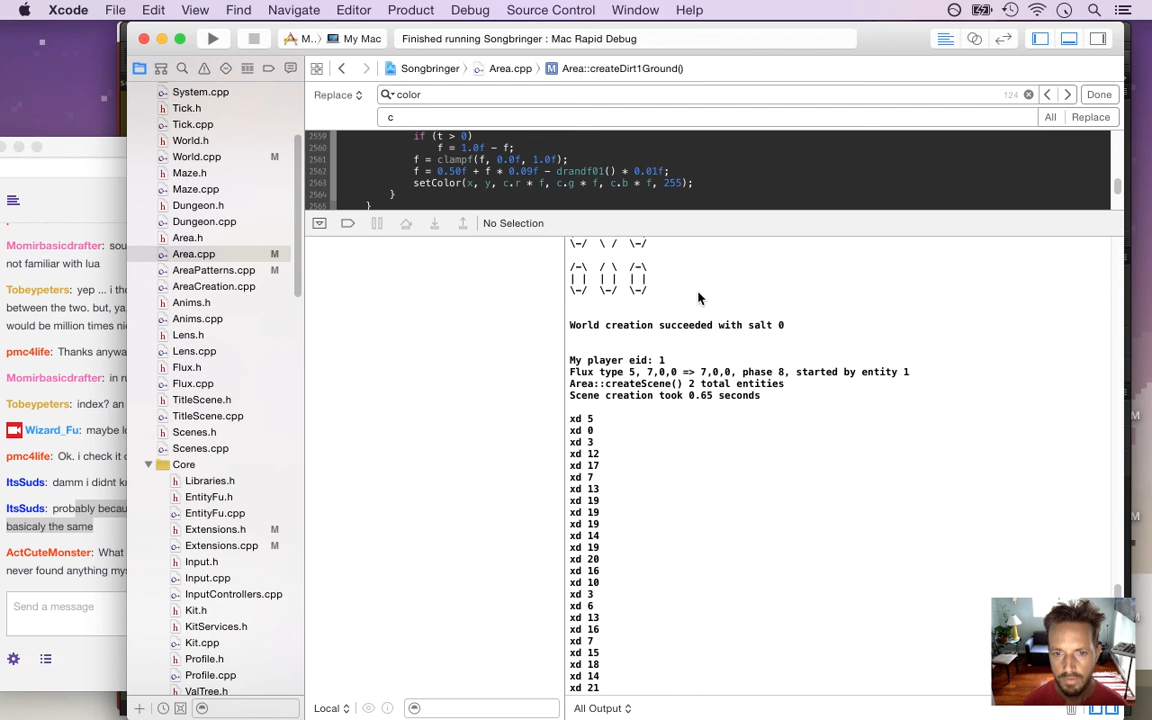 Xcode File Edit View Find Navigate Editor Product Debug Source Control Window Help
M.. My Mac
Finished running Songbringer : Mac Rapid Debug
Songbringer Area.cpp M Area::createDirt1Ground()
Replace color 124 Done
c All Replace
2559 if (t > 0)
2560 f = 1.0f - f;
2561 f = clampf(f, 0.0f, 1.0f);
2562 f = 0.50f + f * 0.09f - drandf01() * 0.01f;
2563 setColor(x, y, c.r * f, c.g * f, c.b * f, 255);
2564 }
2565 }
No Selection
System.cpp
Tick.h
Tick.cpp
World.h
World.cpp M
Maze.h
Maze.cpp
Dungeon.h
Dungeon.cpp
Area.h
Area.cpp M
AreaPatterns.cpp M
AreaCreation.cpp
Anims.h
Anims.cpp
Lens.h
Lens.cpp
Flux.h
Flux.cpp
TitleScene.h
TitleScene.cpp
Scenes.h
Scenes.cpp
Core
Libraries.h
EntityFu.h
EntityFu.cpp
Extensions.h M
Extensions.cpp M
Input.h
Input.cpp
InputControllers.cpp
Kit.h
KitServices.h
Kit.cpp
Profile.h
Profile.cpp
ValTree.h
\-/ \ / \-/
/-\ / \ /-\
| | | | | |
\-/ \-/ \-/
World creation succeeded with salt 0
My player eid: 1
Flux type 5, 7,0,0 => 7,0,0, phase 8, started by entity 1
Area::createScene() 2 total entities
Scene creation took 0.65 seconds
xd 5
xd 0
xd 3
xd 12
xd 17
xd 7
xd 13
xd 19
xd 19
xd 19
xd 14
xd 19
xd 20
xd 16
xd 10
xd 3
xd 6
xd 13
xd 16
xd 7
xd 15
xd 18
xd 14
xd 21
Local
All Output
Momirbasicdrafter: sou
not familiar with lua
Tobeypeters: yep ... i tho
between the two. but, ya
would be million times ni
pmc4life: Thanks anywa
Momirbasicdrafter: in ru
Tobeypeters: index? an
Wizard_Fu: maybe l
pmc4life: Ok. i check it o
ItsSuds: damm i didnt k
ItsSuds: probably becau
basicaly the same
ActCuteMonster: What
never found anything my
Send a message